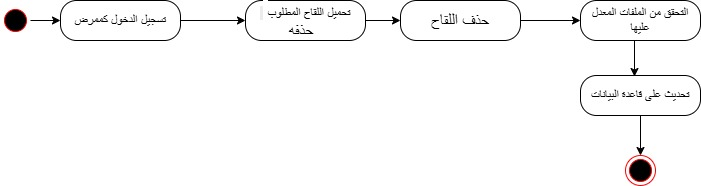 تسجيل الدخول كممرض
تحميل اللقاح المطلوب
حذفه
حذف اللقاح
التحقق من الملفات المعدل
عليها
تحديث على قاعدة البيانات